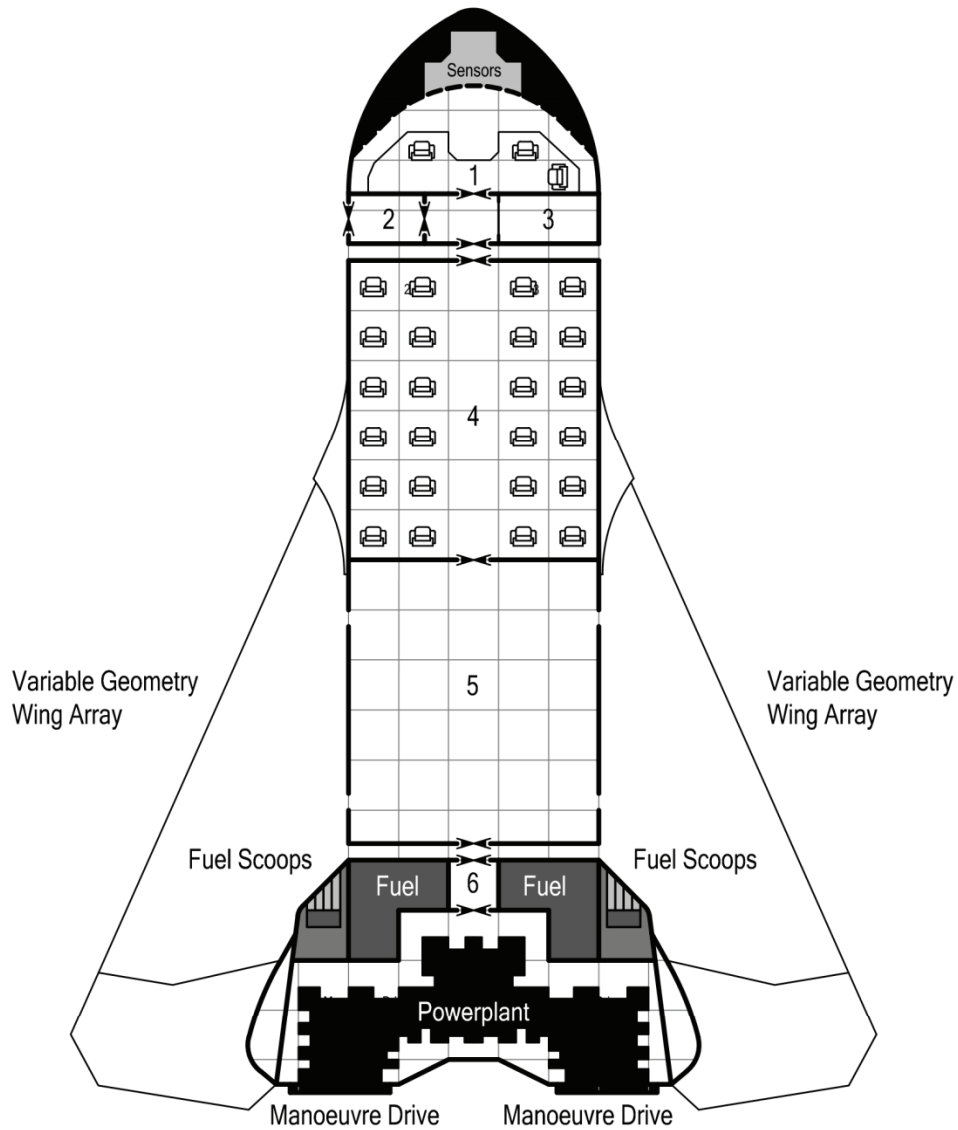 Sensors
1
2
3
4
5
Variable Geometry
Wing Array
Variable Geometry
Wing Array
Fuel Scoops
Fuel Scoops
Fuel
6
Fuel
Powerplant
Manoeuvre Drive
Manoeuvre Drive